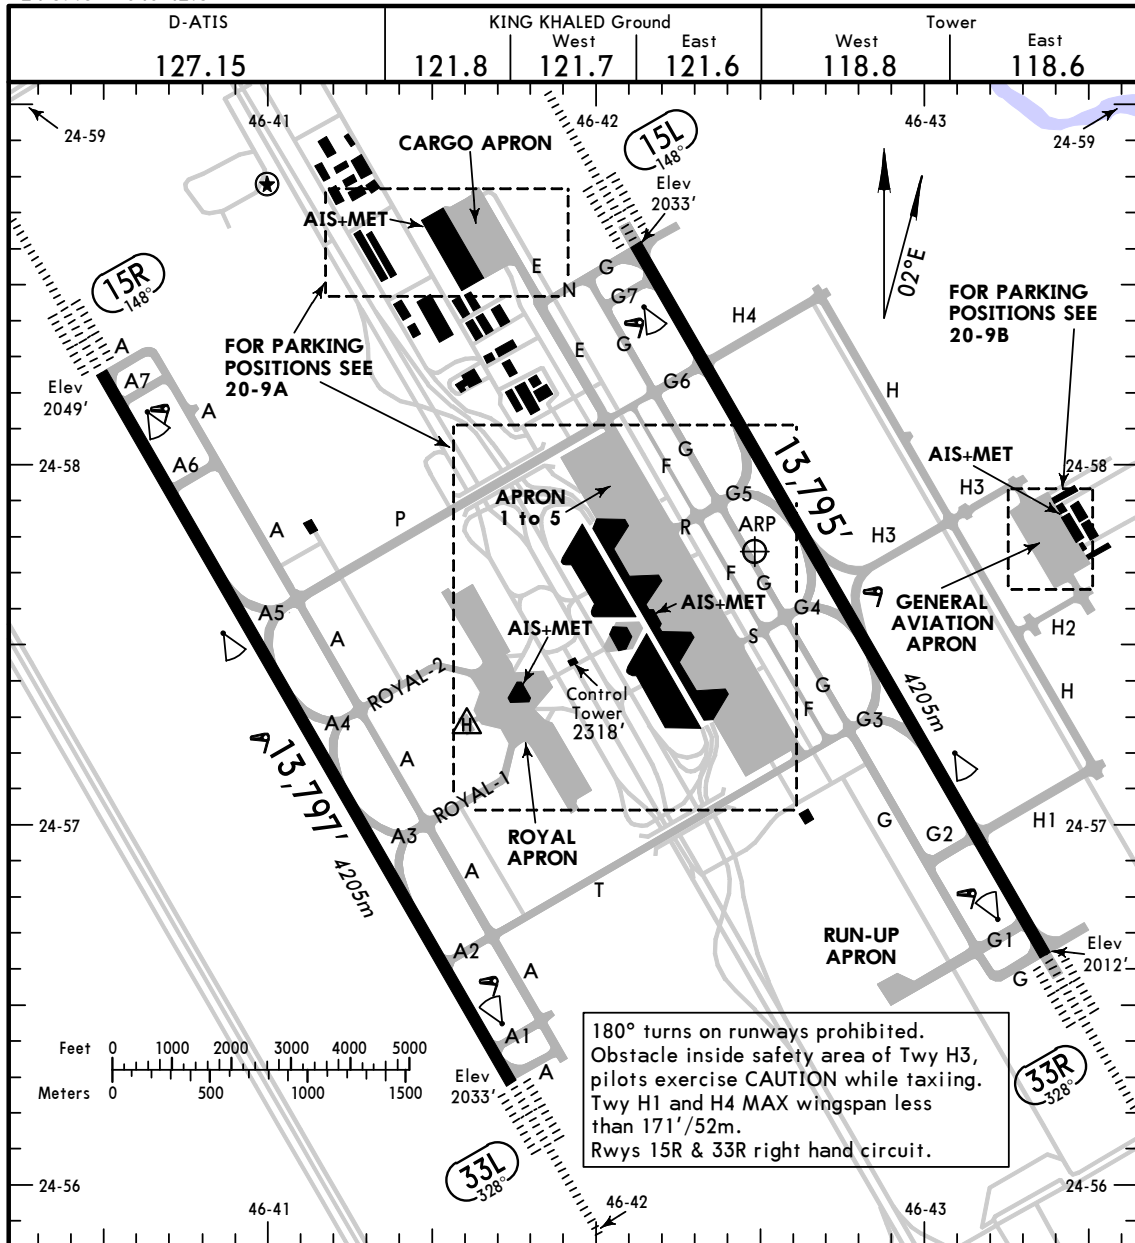 D-ATIS
127.15
KING KHALED Ground
West
East
121.8
121.7
121.6
Tower
West
East
118.8
118.6
24-59
46-41
46-42
46-43
24-59
CARGO APRON
15L
148°
Elev
2033'
AIS+MET
02°E
15R
148°
E
N
G
G7
H4
FOR PARKING
POSITIONS SEE
20-9B
FOR PARKING
POSITIONS SEE
20-9A
A
A7
Elev
2049'
A
E
G
G6
H
24-58
A6
G
F
AIS+MET
24-58
H3
APRON
1 to 5
G5
13,795'
P
A
R
ARP
H3
F
G
A5
AIS+MET
G4
GENERAL
AVIATION
APRON
H2
A
AIS+MET
S
ROYAL-2
Control
Tower
2318'
G
F
G3
4205m
H
A4
H
A
13,797'
ROYAL-1
24-57
A3
ROYAL
APRON
G
G2
H1
24-57
4205m
A
T
RUN-UP
APRON
A2
A
G1
G
Elev
2012'
A1
A
Elev
2033'
Feet 0 1000 2000 3000 4000 5000
Meters 0 500 1000 1500
180° turns on runways prohibited.
Obstacle inside safety area of Twy H3,
pilots exercise CAUTION while taxiing.
Twy H1 and H4 MAX wingspan less
than 171'/52m.
Rwys 15R & 33R right hand circuit.
33R
328°
33L
328°
24-56
46-41
46-42
46-43
24-56